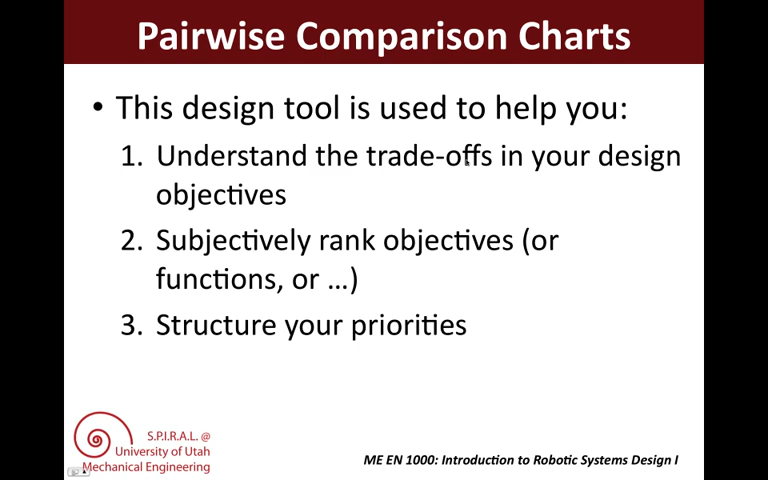 Pairwise Comparison Charts
• This design tool is used to help you:
1. Understand the trade-offs in your design
objectives
2. Subjectively rank objectives (or
functions, or ...)
3. Structure your priorities
S.P.I.R.A.L. @
University of Utah
Mechanical Engineering
ME EN 1000: Introduction to Robotic Systems Design I